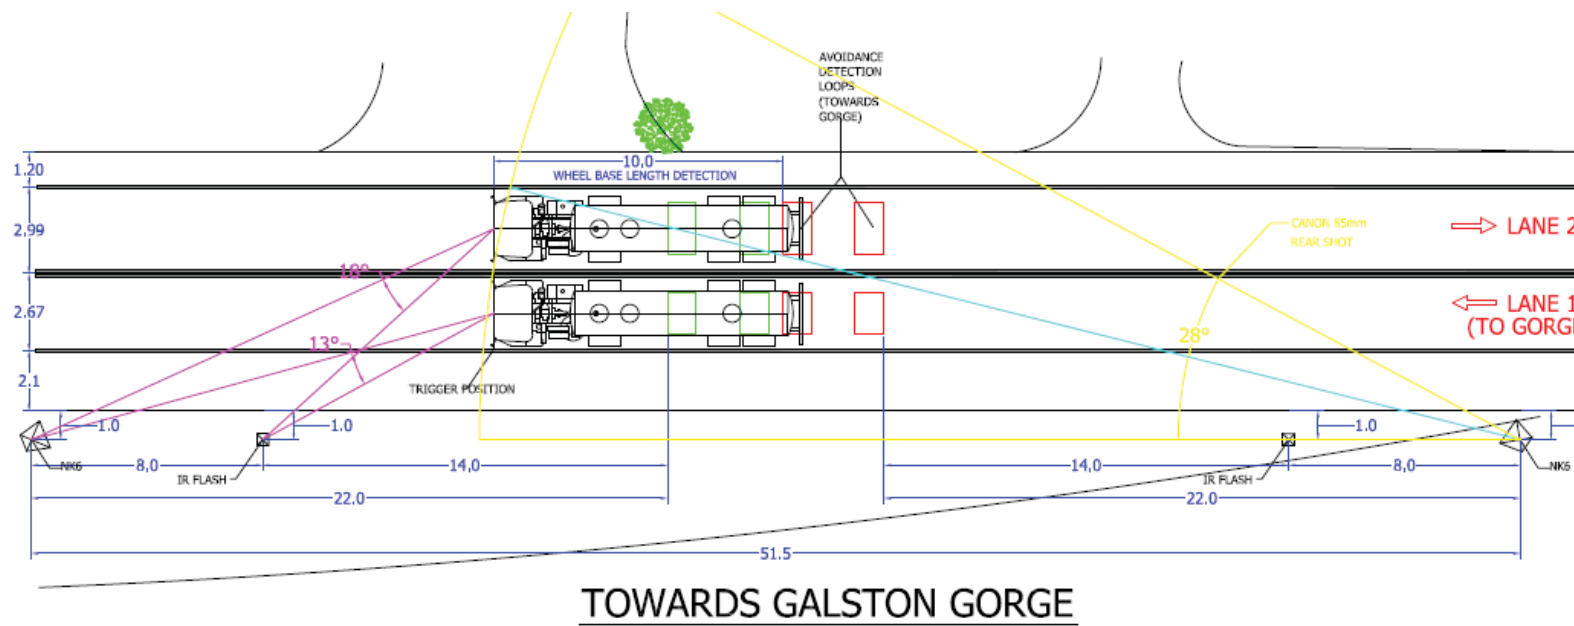 AVOIDANCE
DETECTION
LOOPS
(TOWARDS
GORGE)
1.20
10,0
WHEEL BASE LENGTH DETECTION
2.99
CANON 85mm
REAR SHOT
LANE 2
18°
2.67
LANE 1
(TO GORGE
13°
28°
2.1
TRIGGER POSITION
1.0
1.0
1.0
NK6
8,0
14,0
14,0
8,0
NK6
IR FLASH
IR FLASH
22.0
22.0
51.5
TOWARDS GALSTON GORGE